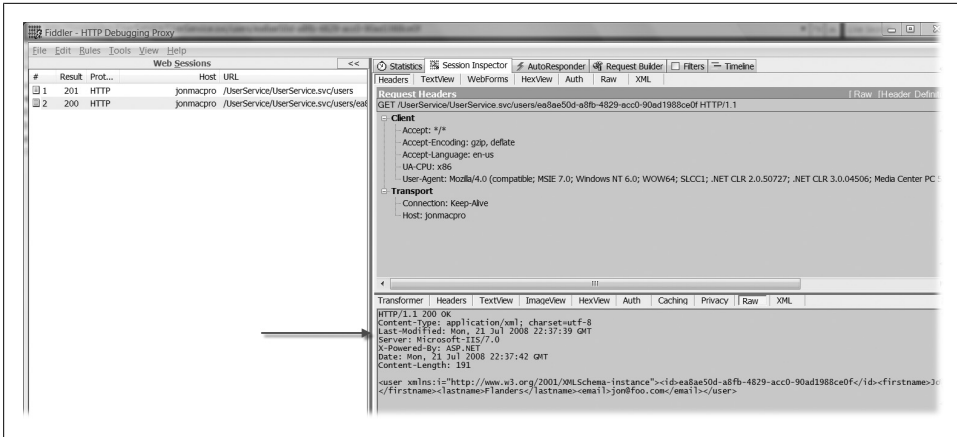 Fiddler - HTTP Debugging Proxy
File Edit Rules Tools View Help
Web Sessions <<
# Result Prot... Host URL
1 201 HTTP jonmacpro /UserService/UserService.svc/users
2 200 HTTP jonmacpro /UserService/UserService.svc/users/ea8
Statistics Session Inspector AutoResponder Request Builder Filters Timeline
Headers TextView WebForms HexView Auth Raw XML
Request Headers [ Raw [Header Definit
GET /UserService/UserService.svc/users/ea8ae50d-a8fb-4829-acc0-90ad1988ce0f HTTP/1.1
Client
Accept: */*
Accept-Encoding: gzip, deflate
Accept-Language: en-us
UA-CPU: x86
User-Agent: Mozilla/4.0 (compatible; MSIE 7.0; Windows NT 6.0; WOW64; SLCC1; .NET CLR 2.0.50727; .NET CLR 3.0.04506; Media Center PC
Transport
Connection: Keep-Alive
Host: jonmacpro
Transformer Headers TextView ImageView HexView Auth Caching Privacy Raw XML
HTTP/1.1 200 OK
Content-Type: application/xml; charset=utf-8
Last-Modified: Mon, 21 Jul 2008 22:37:39 GMT
Server: Microsoft-IIS/7.0
X-Powered-By: ASP.NET
Date: Mon, 21 Jul 2008 22:37:42 GMT
Content-Length: 191
<user xmlns:i="http://www.w3.org/2001/XMLSchema-instance"><id>ea8ae50d-a8fb-4829-acc0-90ad1988ce0f</id><firstname>Jo
</firstname><lastname>Flanders</lastname><email>jon@foo.com</email></user>